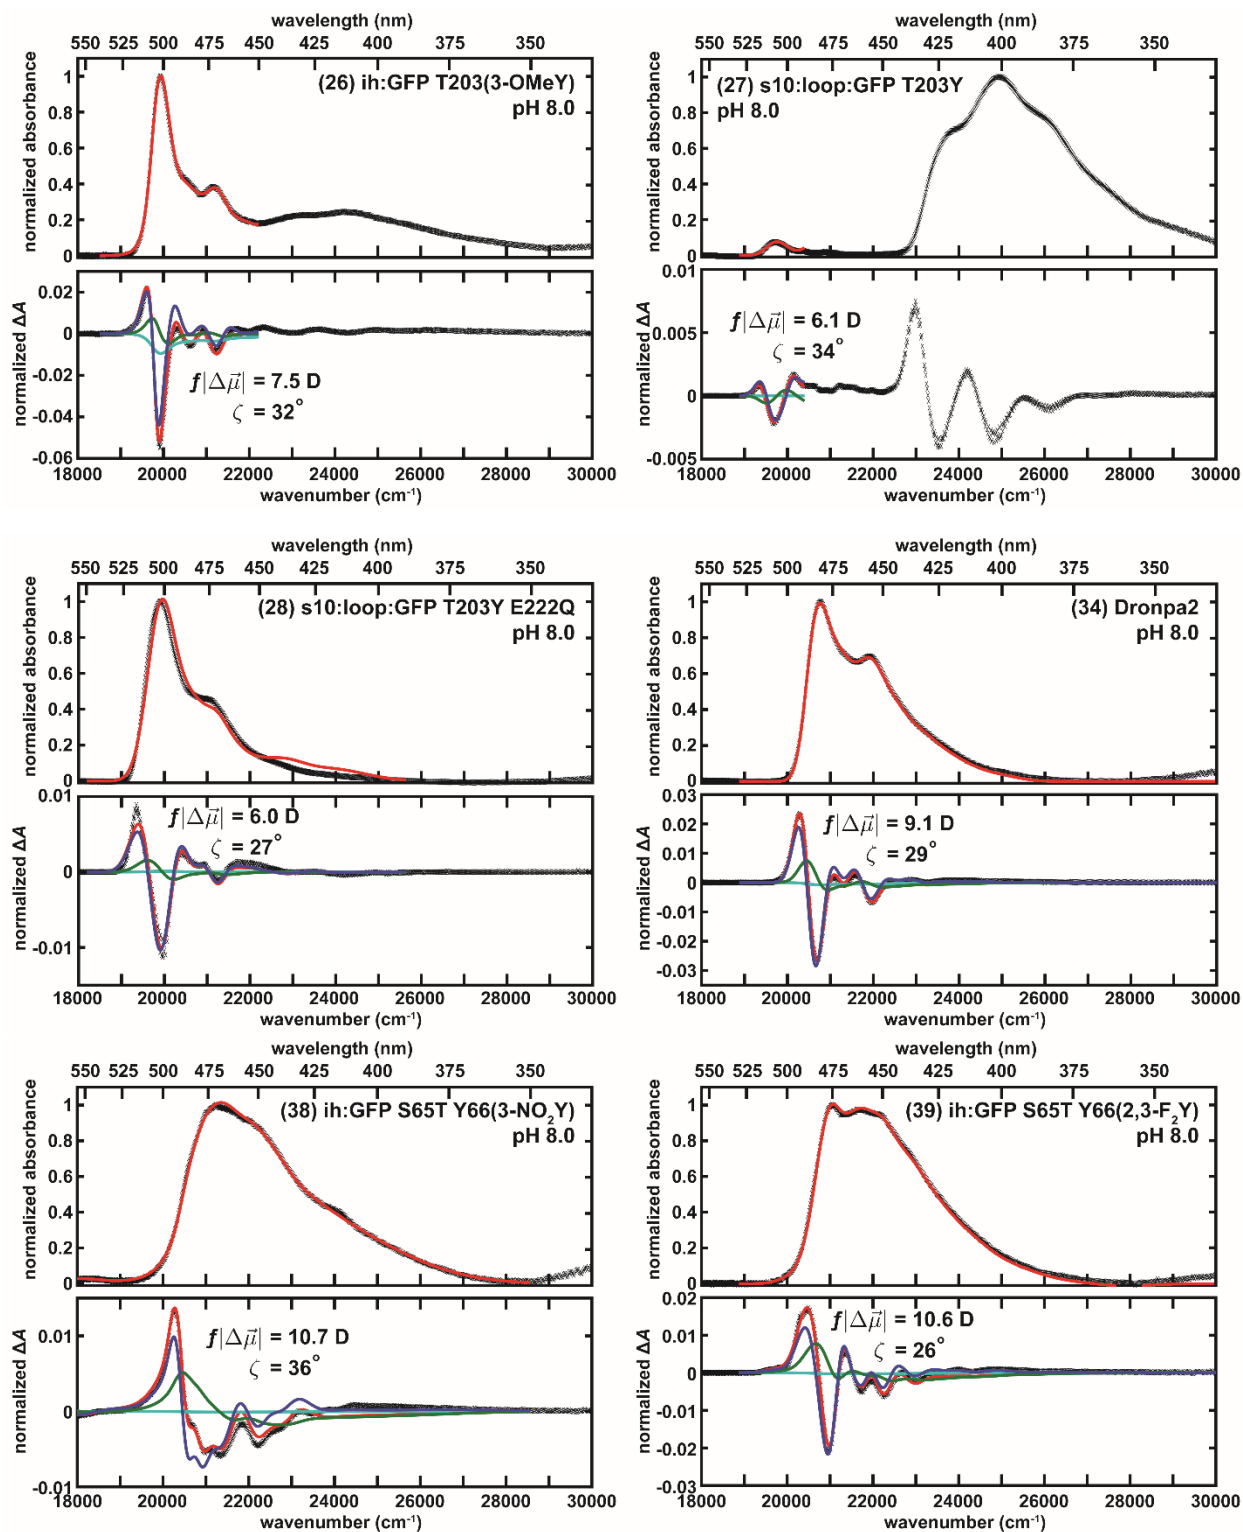 wavelength (nm)
550 525 500 475 450 425 400 375 350
normalized absorbance
1
0.8
0.6
0.4
0.2
0
(26) ih:GFP T203(3-OMeY)
pH 8.0
normalized ΔA
0.02
0
-0.02
-0.04
-0.06
f|Δμ⃗| = 7.5 D
ζ = 32°
18000 20000 22000 24000 26000 28000 30000
wavenumber (cm⁻¹)
wavelength (nm)
550 525 500 475 450 425 400 375 350
normalized absorbance
1
0.8
0.6
0.4
0.2
0
(27) s10:loop:GFP T203Y
pH 8.0
normalized ΔA
0.01
0.005
0
-0.005
f|Δμ⃗| = 6.1 D
ζ = 34°
18000 20000 22000 24000 26000 28000 30000
wavenumber (cm⁻¹)
wavelength (nm)
550 525 500 475 450 425 400 375 350
normalized absorbance
1
0.8
0.6
0.4
0.2
0
(28) s10:loop:GFP T203Y E222Q
pH 8.0
normalized ΔA
0.01
0
-0.01
f|Δμ⃗| = 6.0 D
ζ = 27°
18000 20000 22000 24000 26000 28000 30000
wavenumber (cm⁻¹)
wavelength (nm)
550 525 500 475 450 425 400 375 350
normalized absorbance
1
0.8
0.6
0.4
0.2
0
(34) Dronpa2
pH 8.0
normalized ΔA
0.03
0.02
0.01
0
-0.01
-0.02
-0.03
f|Δμ⃗| = 9.1 D
ζ = 29°
18000 20000 22000 24000 26000 28000 30000
wavenumber (cm⁻¹)
wavelength (nm)
550 525 500 475 450 425 400 375 350
normalized absorbance
1
0.8
0.6
0.4
0.2
0
(38) ih:GFP S65T Y66(3-NO₂Y)
pH 8.0
normalized ΔA
0.01
0
-0.01
f|Δμ⃗| = 10.7 D
ζ = 36°
18000 20000 22000 24000 26000 28000 30000
wavenumber (cm⁻¹)
wavelength (nm)
550 525 500 475 450 425 400 375 350
normalized absorbance
1
0.8
0.6
0.4
0.2
0
(39) ih:GFP S65T Y66(2,3-F₂Y)
pH 8.0
normalized ΔA
0.02
0.01
0
-0.01
-0.02
-0.03
f|Δμ⃗| = 10.6 D
ζ = 26°
18000 20000 22000 24000 26000 28000 30000
wavenumber (cm⁻¹)